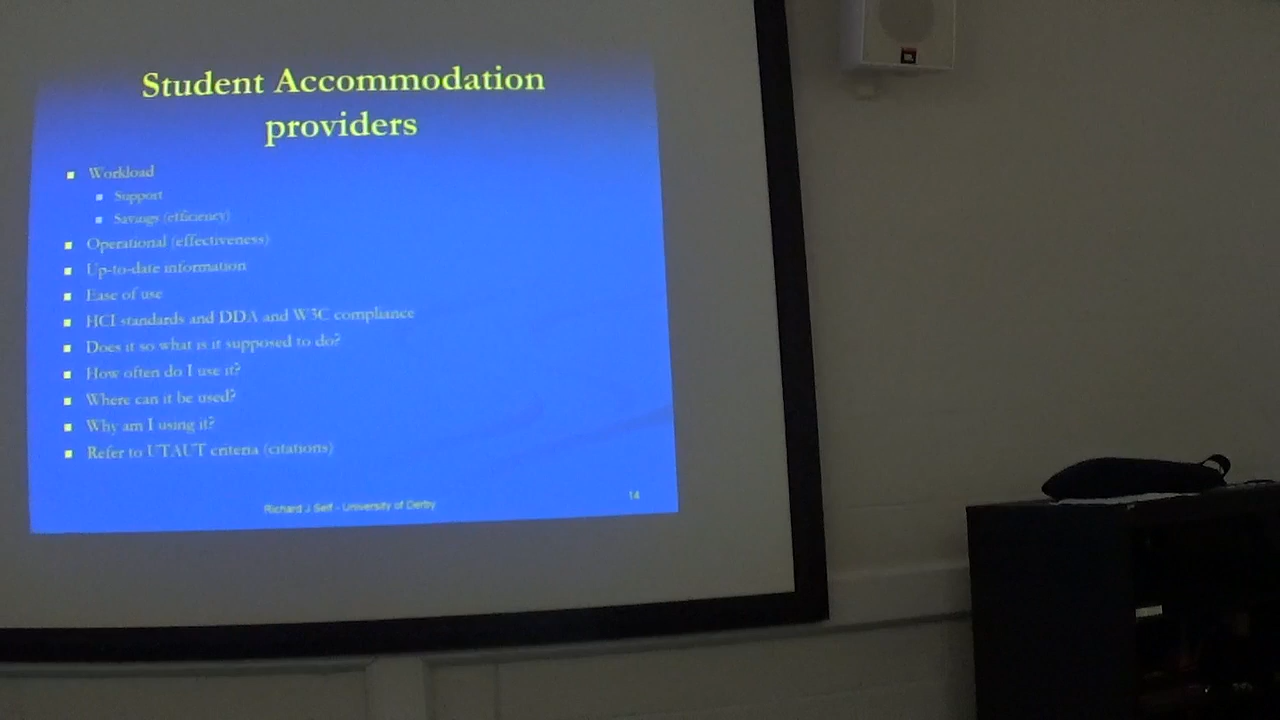 Student Accommodation
providers
Workload
Support
Savings (efficiency)
Operational (effectiveness)
Up-to-date information
Ease of use
HCI standards and DDA and W3C compliance
Does it so what is it supposed to do?
How often do I use it?
Where can it be used?
Why am I using it?
Refer to UTAUT criteria (citations)
Richard J Self - University of Derby
14
JBL